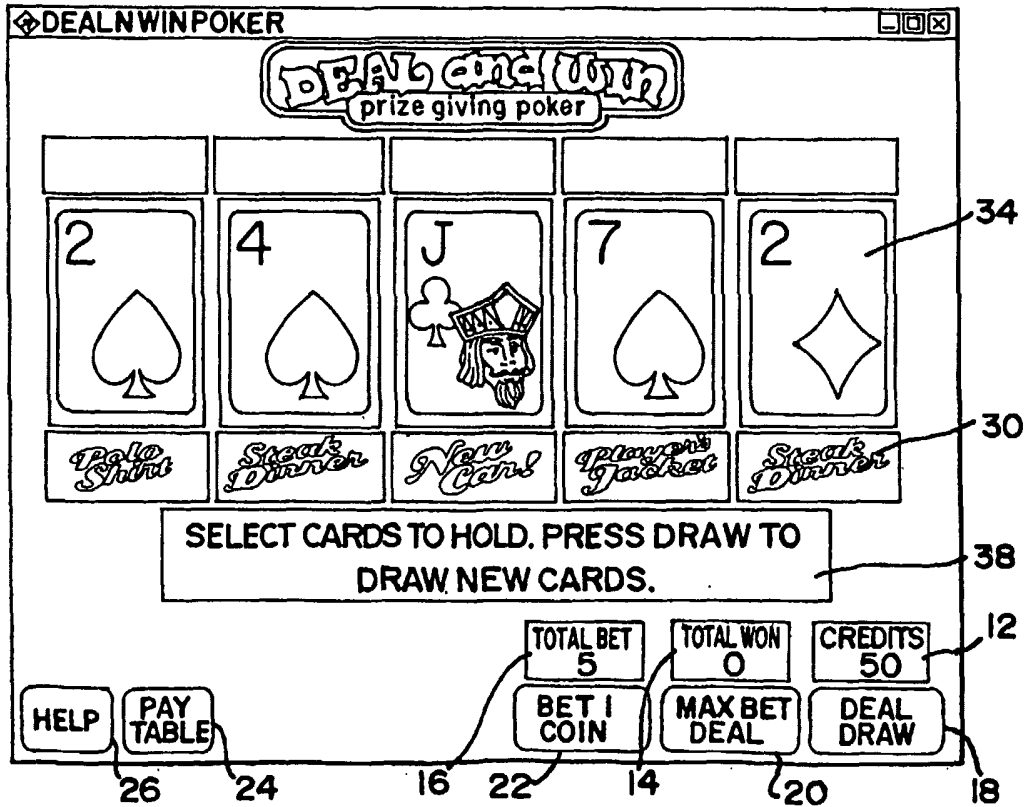 DEALNWINPOKER
DEAL and WIN
prize giving poker
2 4 J 7 2
34
Polo Shirt
Steak Dinner
New Car!
Player's Jacket
Steak Dinner
30
SELECT CARDS TO HOLD. PRESS DRAW TO
DRAW NEW CARDS.
38
TOTAL BET
5
TOTAL WON
0
CREDITS
50
12
HELP
PAY
TABLE
BET 1
COIN
MAX BET
DEAL
DEAL
DRAW
26 24 16 22 14 20 18